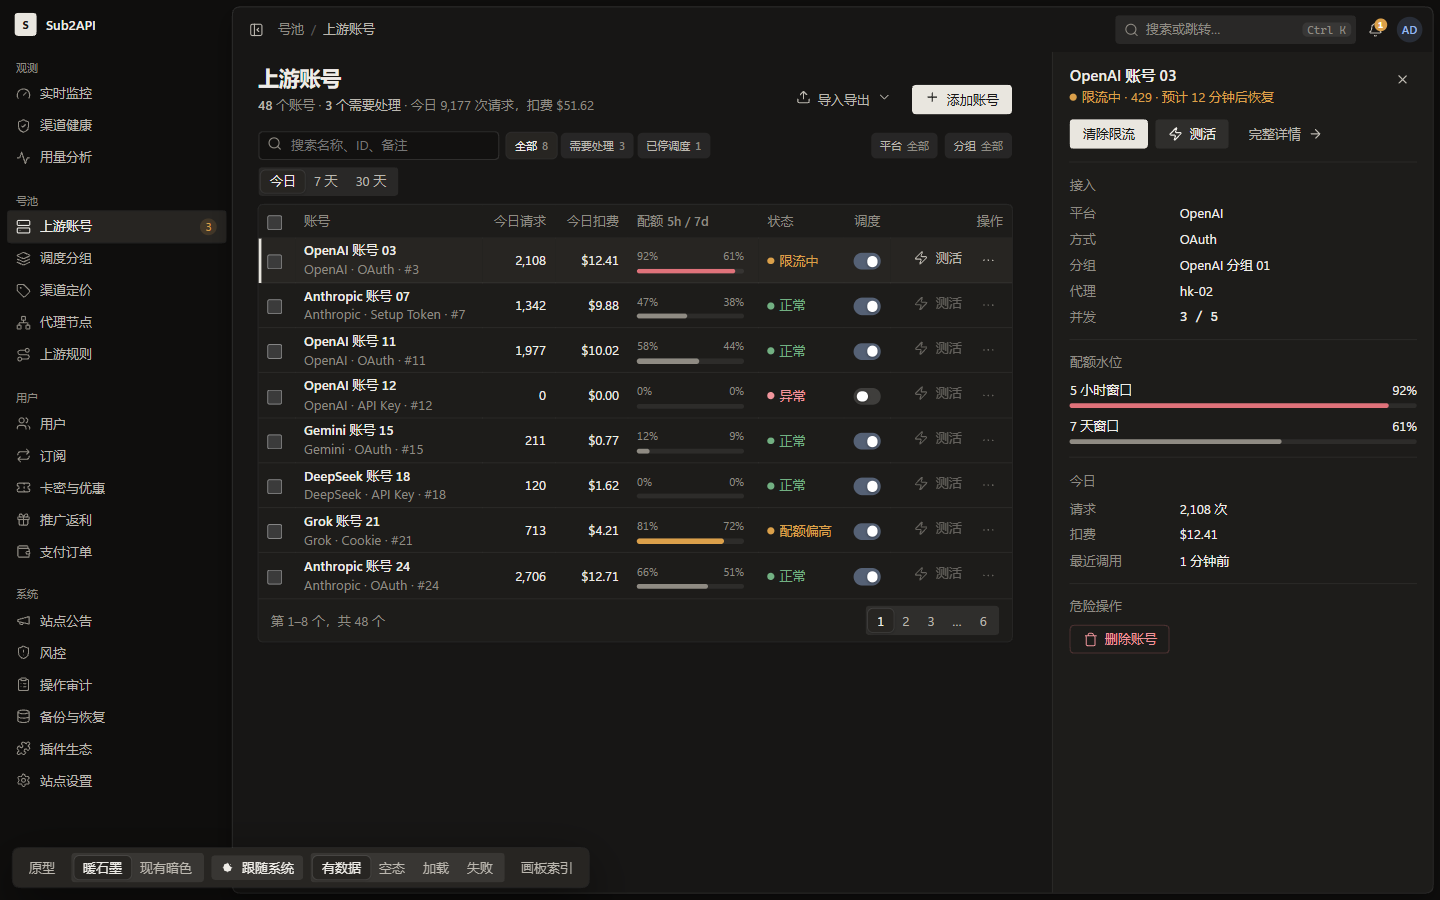 S Sub2API
观测
实时监控
渠道健康
用量分析
号池
上游账号 3
调度分组
渠道定价
代理节点
上游规则
用户
用户
订阅
卡密与优惠
推广返利
支付订单
系统
站点公告
风控
操作审计
备份与恢复
插件生态
站点设置
号池 / 上游账号
搜索或跳转... Ctrl K
1
AD
上游账号
48 个账号 · 3 个需要处理 · 今日 9,177 次请求，扣费 $51.62
导入导出
添加账号
搜索名称、ID、备注
全部 8 需要处理 3 已停调度 1
平台 全部 分组 全部
今日 7 天 30 天
账号 今日请求 今日扣费 配额 5h / 7d 状态 调度 操作
OpenAI 账号 03
OpenAI · OAuth · #3
2,108 $12.41 92% 61% 限流中 测活 ...
Anthropic 账号 07
Anthropic · Setup Token · #7
1,342 $9.88 47% 38% 正常 测活 ...
OpenAI 账号 11
OpenAI · OAuth · #11
1,977 $10.02 58% 44% 正常 测活 ...
OpenAI 账号 12
OpenAI · API Key · #12
0 $0.00 0% 0% 异常 测活 ...
Gemini 账号 15
Gemini · OAuth · #15
211 $0.77 12% 9% 正常 测活 ...
DeepSeek 账号 18
DeepSeek · API Key · #18
120 $1.62 0% 0% 正常 测活 ...
Grok 账号 21
Grok · Cookie · #21
713 $4.21 81% 72% 配额偏高 测活 ...
Anthropic 账号 24
Anthropic · OAuth · #24
2,706 $12.71 66% 51% 正常 测活 ...
第 1–8 个，共 48 个
1 2 3 ... 6
OpenAI 账号 03
限流中 · 429 · 预计 12 分钟后恢复
清除限流 测活 完整详情
接入
平台 OpenAI
方式 OAuth
分组 OpenAI 分组 01
代理 hk-02
并发 3 / 5
配额水位
5 小时窗口 92%
7 天窗口 61%
今日
请求 2,108 次
扣费 $12.41
最近调用 1 分钟前
危险操作
删除账号
原型 暖石墨 现有暗色 跟随系统 有数据 空态 加载 失败 画板索引